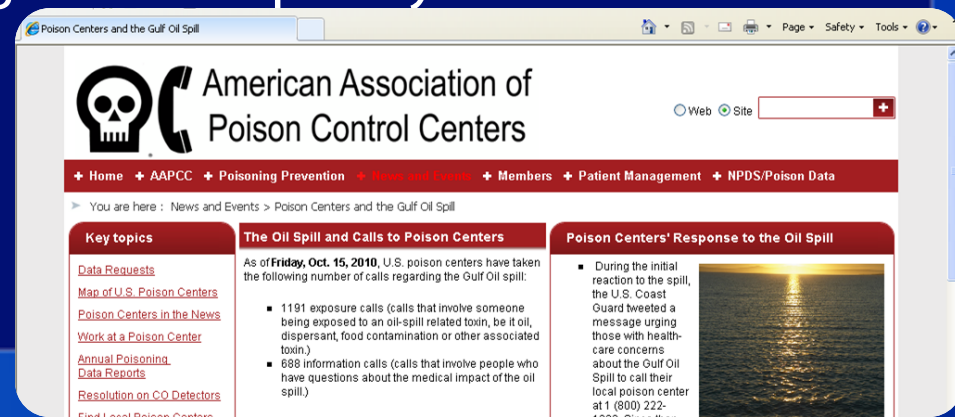 Poison Centers and the Gulf Oil Spill
Page
Safety
Tools
American Association of
Poison Control Centers
Web
Site
+ Home + AAPCC + Poisoning Prevention + News and Events + Members + Patient Management + NPDS/Poison Data
You are here : News and Events > Poison Centers and the Gulf Oil Spill
Key topics
Data Requests
Map of U.S. Poison Centers
Poison Centers in the News
Work at a Poison Center
Annual Poisoning
Data Reports
Resolution on CO Detectors
Find Local Poison Centers
The Oil Spill and Calls to Poison Centers
As of Friday, Oct. 15, 2010, U.S. poison centers have taken
the following number of calls regarding the Gulf Oil spill:
1191 exposure calls (calls that involve someone
being exposed to an oil-spill related toxin, be it oil,
dispersant, food contamination or other associated
toxin.)
688 information calls (calls that involve people who
have questions about the medical impact of the oil
spill.)
Poison Centers' Response to the Oil Spill
During the initial
reaction to the spill,
the U.S. Coast
Guard tweeted a
message urging
those with health-
care concerns
about the Gulf Oil
Spill to call their
local poison center
at 1 (800) 222-